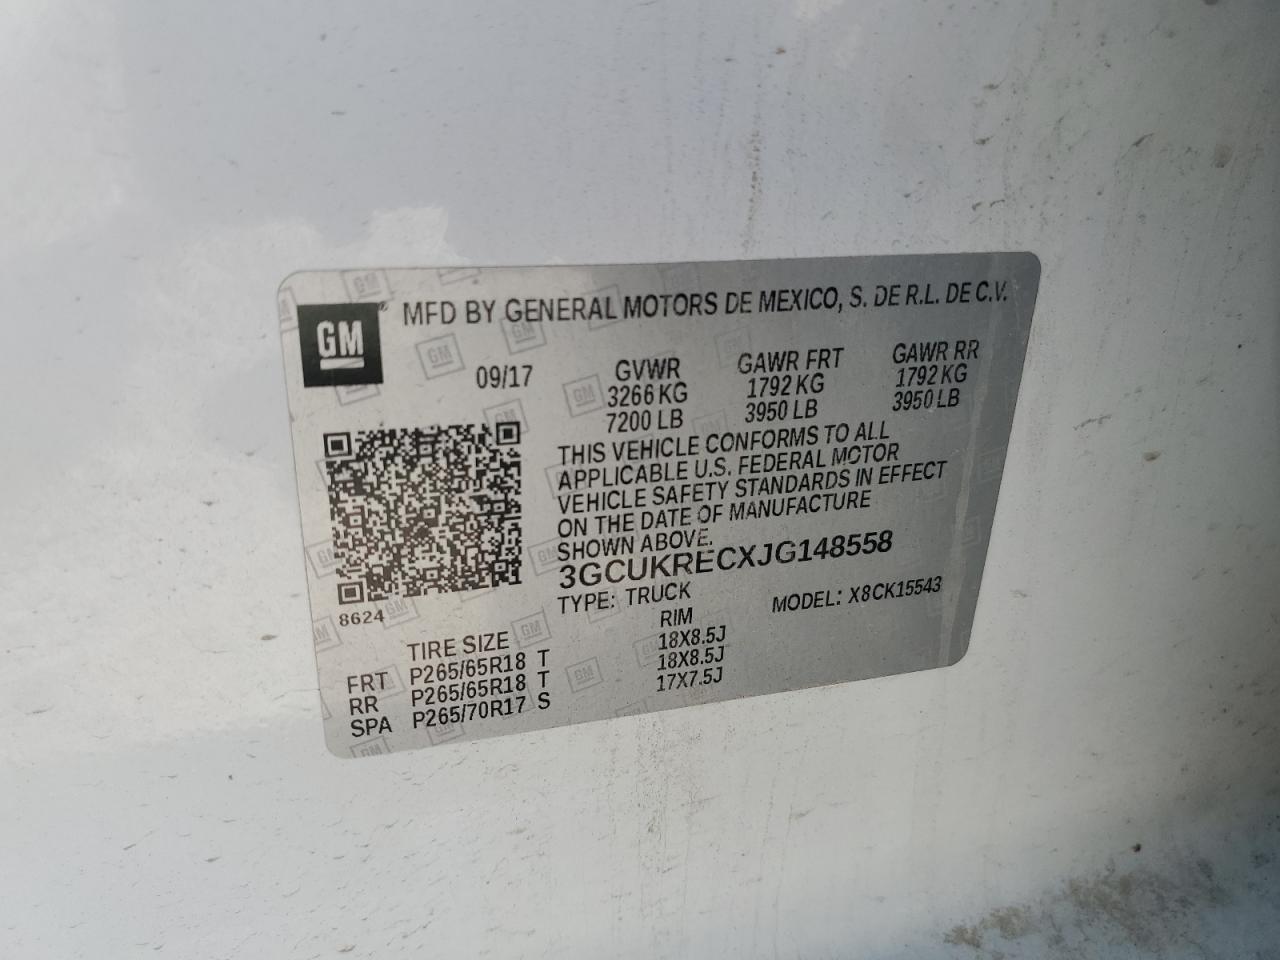 GM® MFD BY GENERAL MOTORS DE MEXICO, S. DE R.L. DE C.V.
09/17 GVWR GAWR FRT GAWR RR
3266 KG 1792 KG 1792 KG
7200 LB 3950 LB 3950 LB
THIS VEHICLE CONFORMS TO ALL
APPLICABLE U.S. FEDERAL MOTOR
VEHICLE SAFETY STANDARDS IN EFFECT
ON THE DATE OF MANUFACTURE
SHOWN ABOVE.
3GCUKRECXJG148558
8624 TYPE: TRUCK MODEL: X8CK15543
TIRE SIZE RIM
FRT P265/65R18 T 18X8.5J
RR P265/65R18 T 18X8.5J
SPA P265/70R17 S 17X7.5J